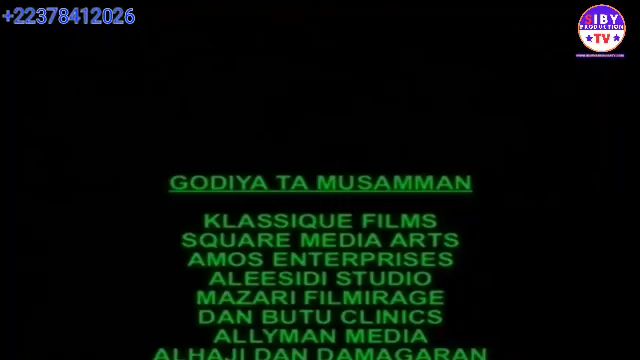 +22378412026
SIBY
PRODUCTION
TV
GODIYA TA MUSAMMAN
KLASSIQUE FILMS
SQUARE MEDIA ARTS
AMOS ENTERPRISES
ALEESIDI STUDIO
MAZARI FILMIRAGE
DAN BUTU CLINICS
ALLYMAN MEDIA
ALHAJI DAN DAMAGARAN